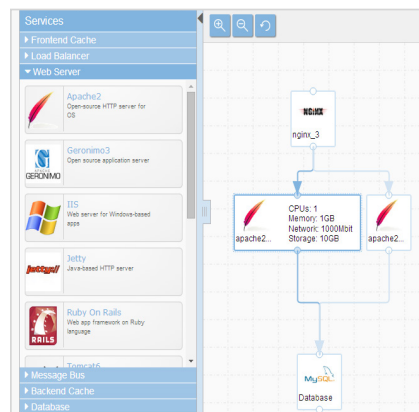 Services
Frontend Cache
Load Balancer
Web Server
Apache2
Open-source HTTP server for
OS
Geronimo3
Open source application server
GERONIMO
IIS
Web server for Windows-based
apps
Jetty
Java-based HTTP server
jetty://
Ruby On Rails
Web app framework on Ruby
language
RAILS
Tomcat6
Message Bus
Backend Cache
Database
NGINX
nginx_3
CPUs: 1
Memory: 1GB
Network: 1000Mbit
Storage: 10GB
apache2...
apache2...
MySQL
Database